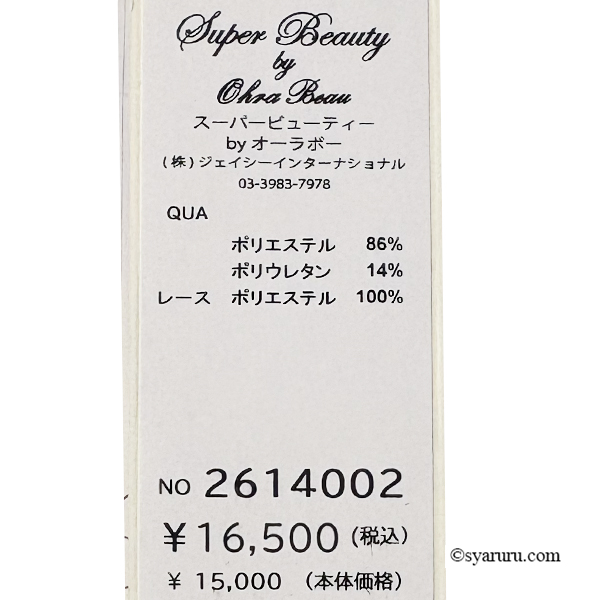 Super Beauty
by
Ohra Beau
スーパービューティー
by オーラボー
(株)ジェイシーインターナショナル
03-3983-7978
QUA
ポリエステル 86%
ポリウレタン 14%
レース ポリエステル 100%
NO 2614002
¥16,500(税込)
¥ 15,000 (本体価格)
©syaruru.com